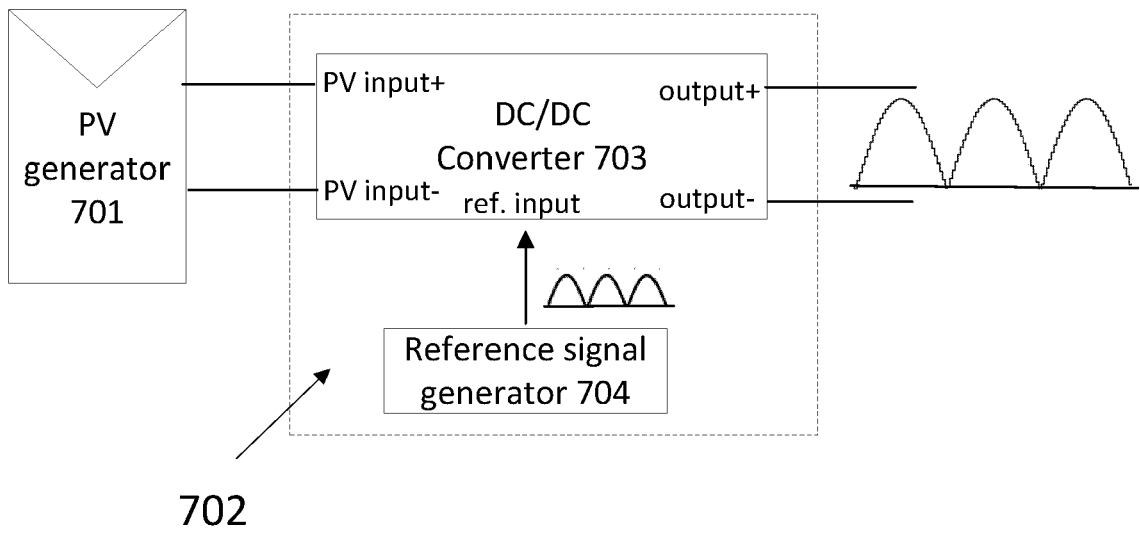 PV
generator
701
PV input+
PV input-
DC/DC
Converter 703
ref. input
output+
output-
Reference signal
generator 704
702